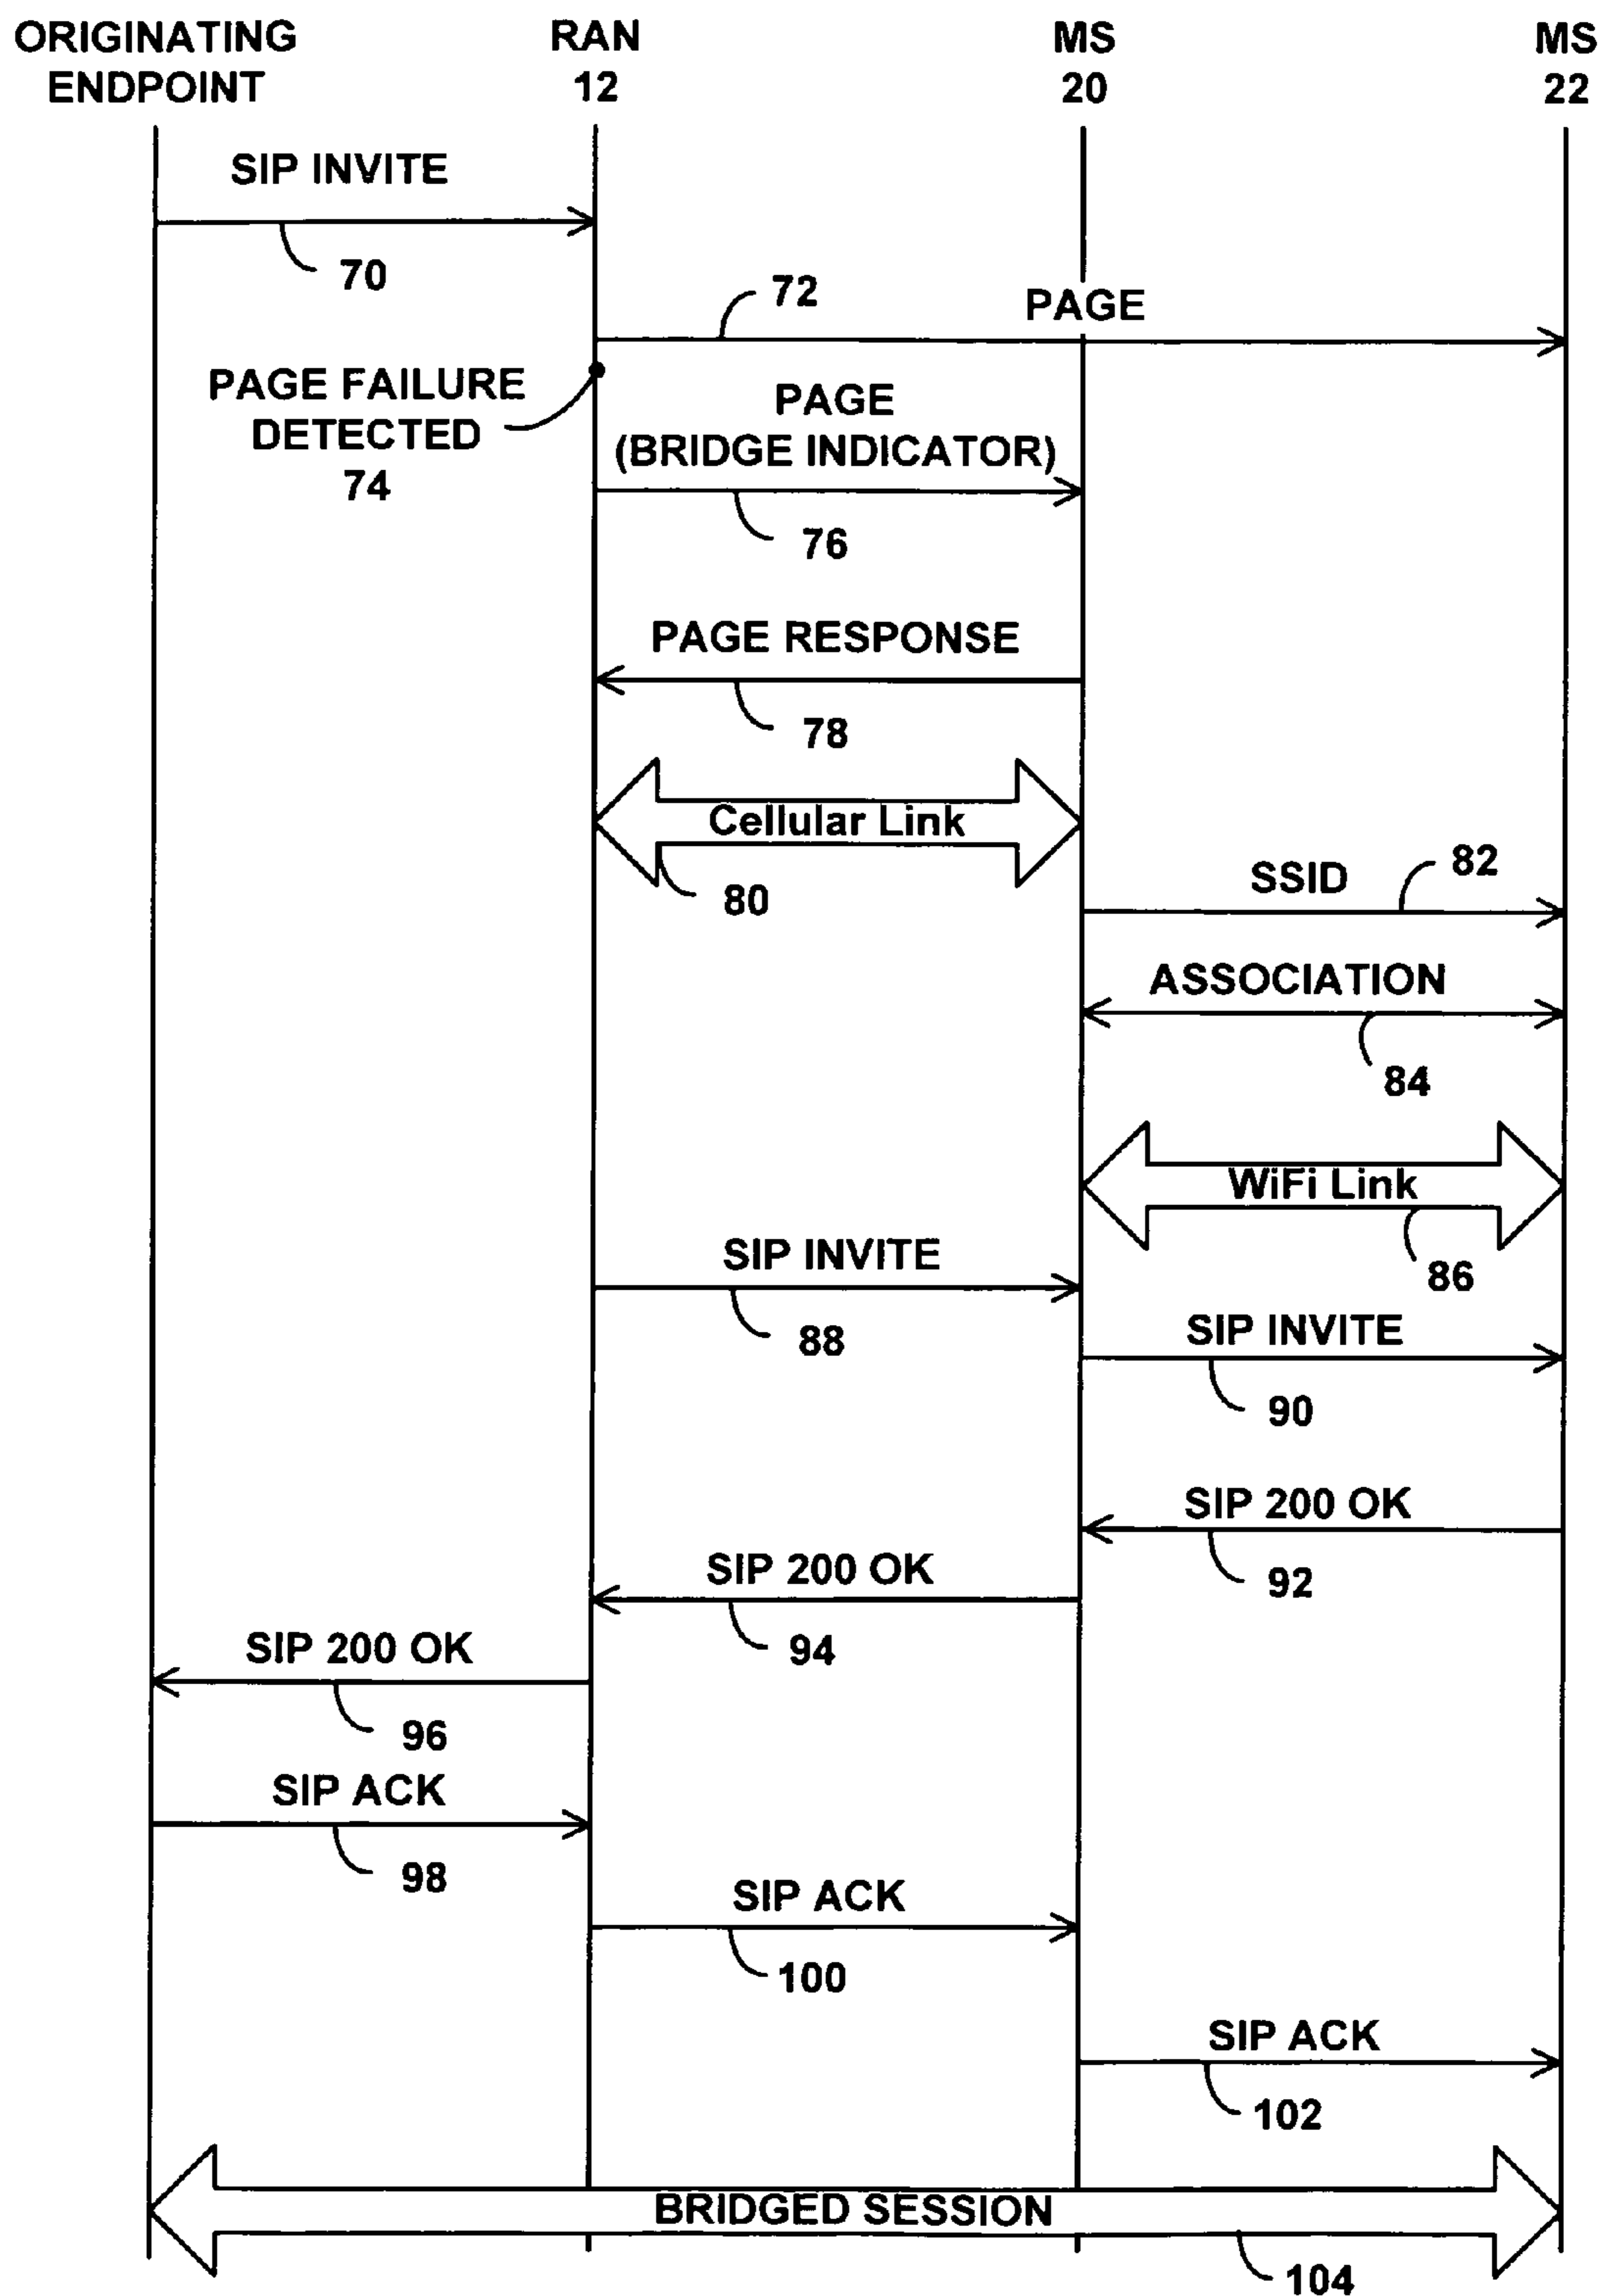 ORIGINATING
ENDPOINT
RAN
12
MS
20
MS
22
SIP INVITE
70
72
PAGE
PAGE FAILURE
DETECTED
74
PAGE
(BRIDGE INDICATOR)
76
PAGE RESPONSE
78
Cellular Link
80
SSID
82
ASSOCIATION
84
WiFi Link
86
SIP INVITE
88
SIP INVITE
90
SIP 200 OK
92
SIP 200 OK
94
SIP 200 OK
96
SIP ACK
98
SIP ACK
100
SIP ACK
102
BRIDGED SESSION
104